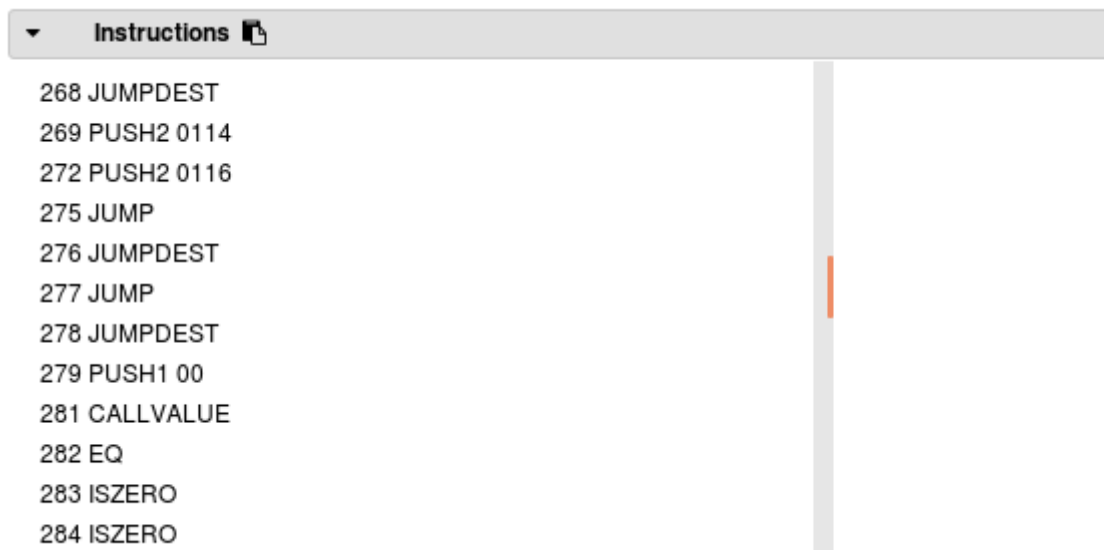 Instructions
268 JUMPDEST
269 PUSH2 0114
272 PUSH2 0116
275 JUMP
276 JUMPDEST
277 JUMP
278 JUMPDEST
279 PUSH1 00
281 CALLVALUE
282 EQ
283 ISZERO
284 ISZERO